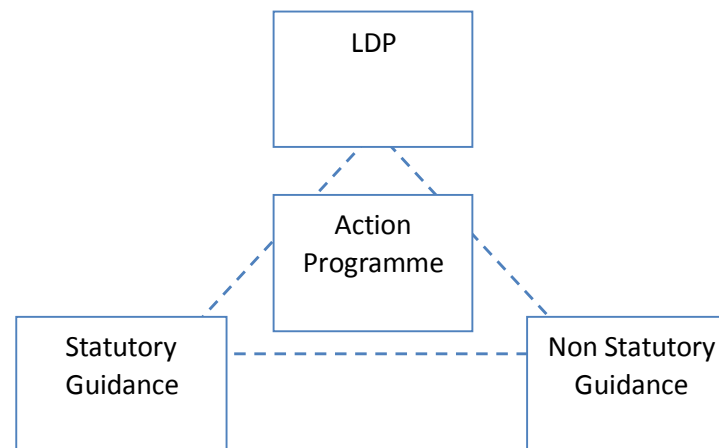 LDP
Action
Programme
Statutory
Guidance
Non Statutory
Guidance